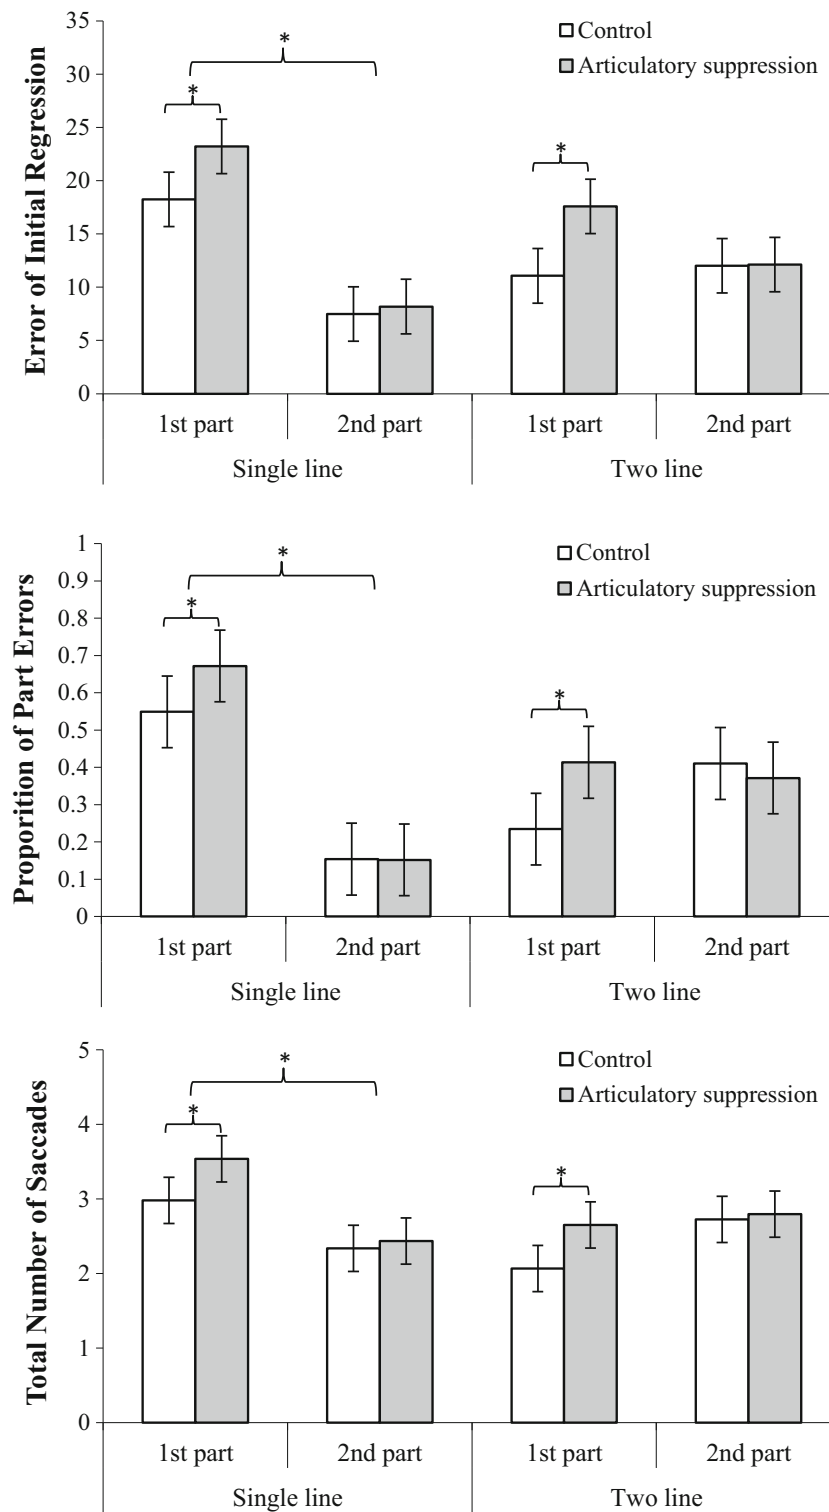 Error of Initial Regression
35
30
25
20
15
10
5
0
*
*
*
Control
Articulatory suppression
1st part
2nd part
1st part
2nd part
Single line
Two line
Proporition of Part Errors
1
0.9
0.8
0.7
0.6
0.5
0.4
0.3
0.2
0.1
0
*
*
*
Control
Articulatory suppression
1st part
2nd part
1st part
2nd part
Single line
Two line
Total Number of Saccades
5
4
3
2
1
0
*
*
*
Control
Articulatory suppression
1st part
2nd part
1st part
2nd part
Single line
Two line